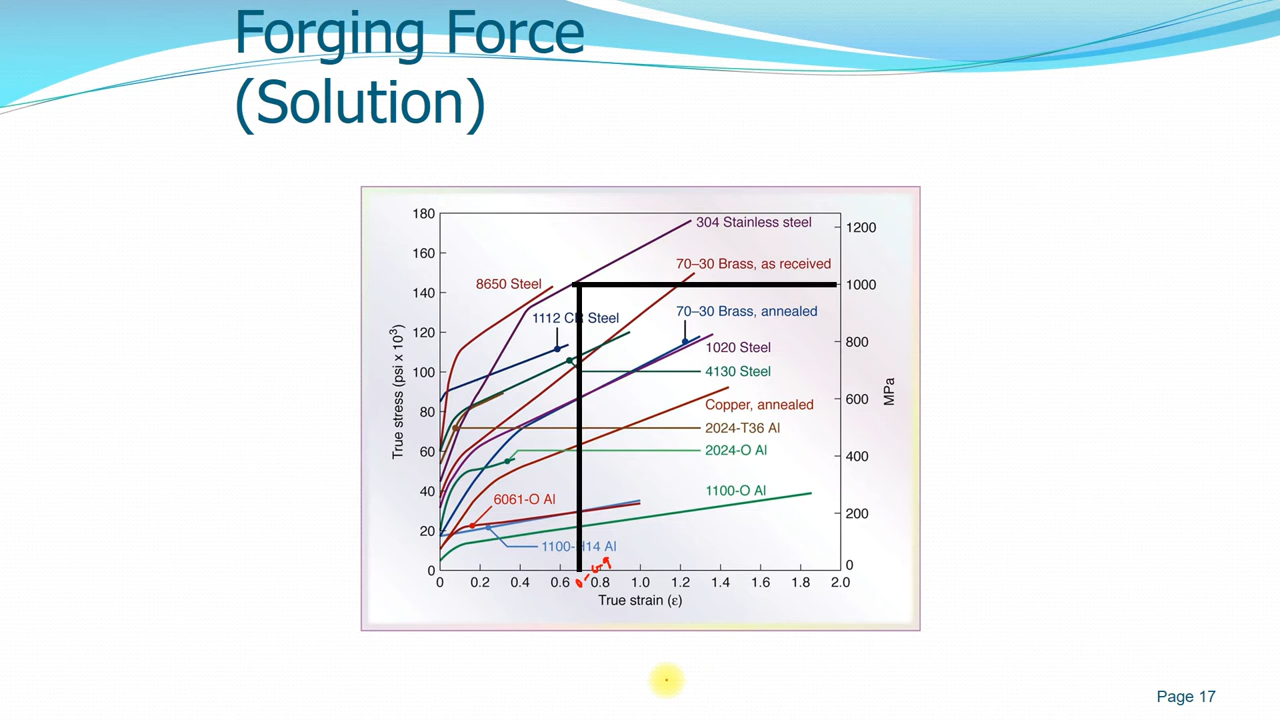 Forging Force
(Solution)
180
160
140
120
100
80
60
40
20
0
True stress (psi x 10³)
304 Stainless steel
70–30 Brass, as received
8650 Steel
1112 CR Steel
70–30 Brass, annealed
1020 Steel
4130 Steel
Copper, annealed
2024-T36 Al
2024-O Al
6061-O Al
1100-O Al
1100-H14 Al
1200
1000
800
600
400
200
0
MPa
0 0.2 0.4 0.6 0.8 1.0 1.2 1.4 1.6 1.8 2.0
True strain (ε)
Page 17